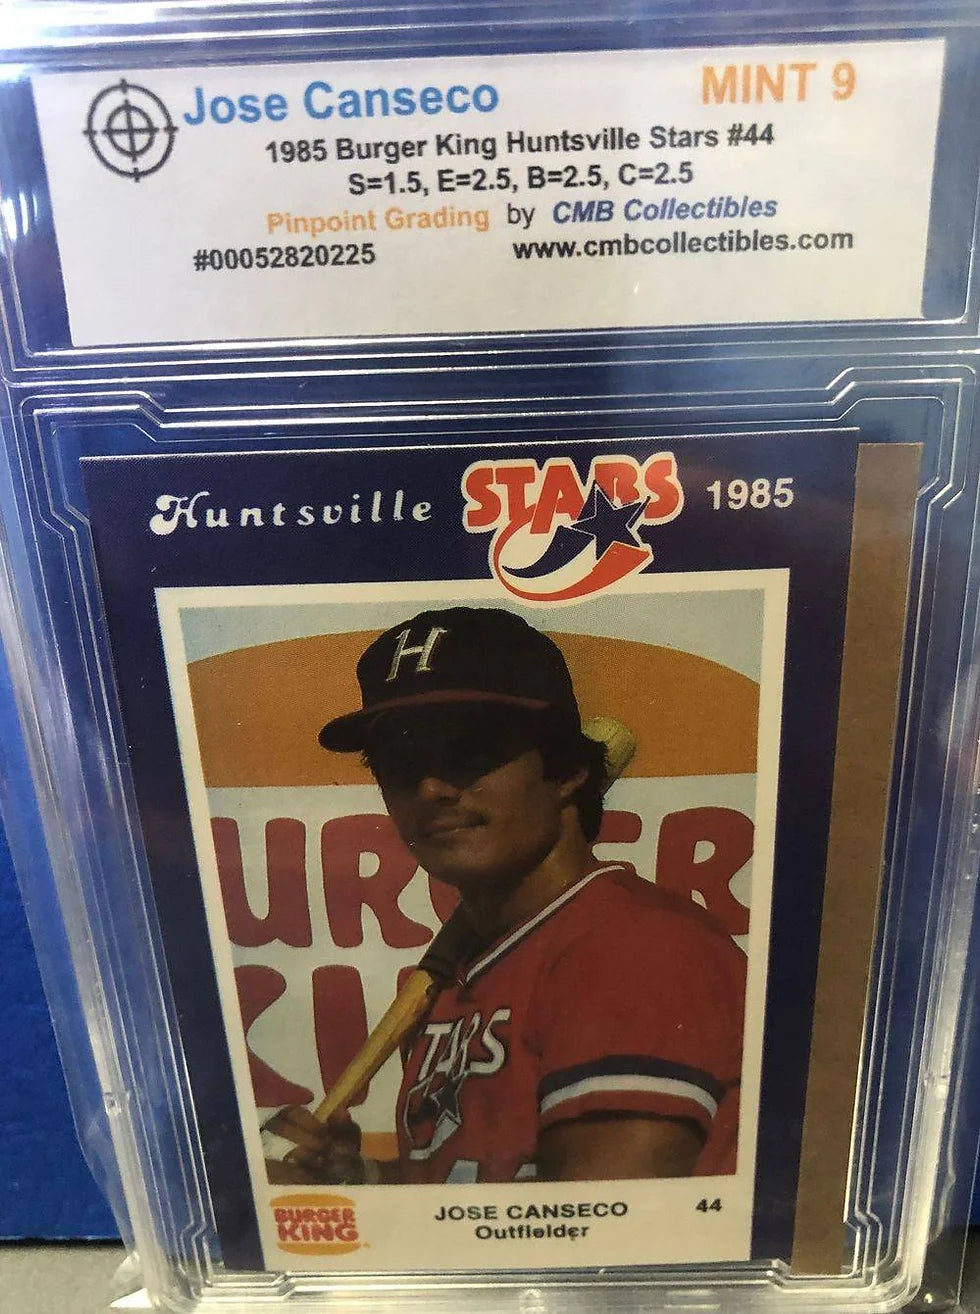 Jose Canseco
MINT 9
1985 Burger King Huntsville Stars #44
S=1.5, E=2.5, B=2.5, C=2.5
Pinpoint Grading by CMB Collectibles
#00052820225
www.cmbcollectibles.com
Huntsville STARS 1985
H
URGER
KI
STARS
44
BURGER
KING
JOSE CANSECO 44
Outfielder